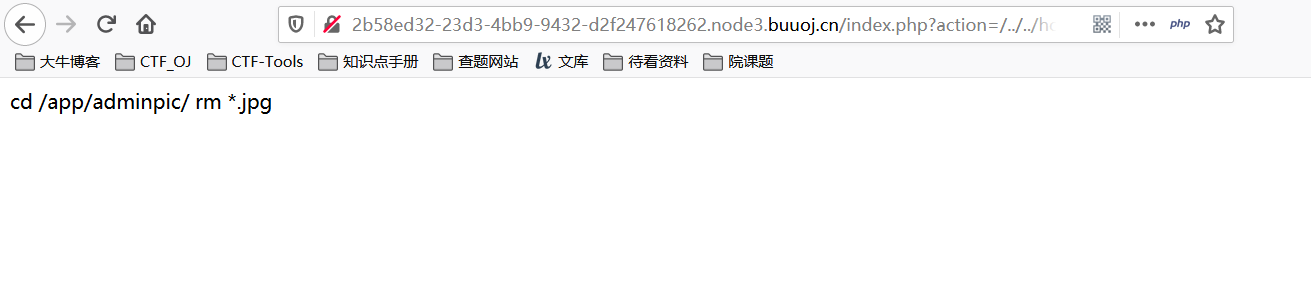 2b58ed32-23d3-4bb9-9432-d2f247618262.node3.buuoj.cn/index.php?action=/../../ho
php
大牛博客 CTF_OJ CTF-Tools 知识点手册 查题网站 lx 文库 待看资料 院课题
cd /app/adminpic/ rm *.jpg